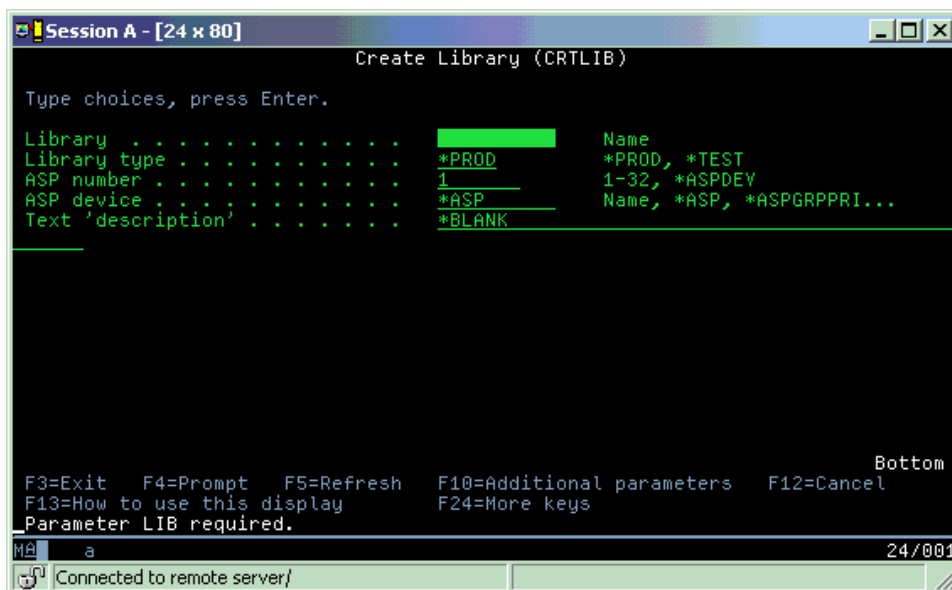 Session A - [24 x 80]
Create Library (CRTLIB)
Type choices, press Enter.
Library . . . . . . . . . . . . Name
Library type . . . . . . . . . . *PROD *PROD, *TEST
ASP number . . . . . . . . . . . 1 1-32, *ASPDEV
ASP device . . . . . . . . . . . *ASP Name, *ASP, *ASPGRPPRI...
Text 'description' . . . . . . . *BLANK
Bottom
F3=Exit F4=Prompt F5=Refresh F10=Additional parameters F12=Cancel
F13=How to use this display F24=More keys
Parameter LIB required.
MA a 24/001
Connected to remote server/